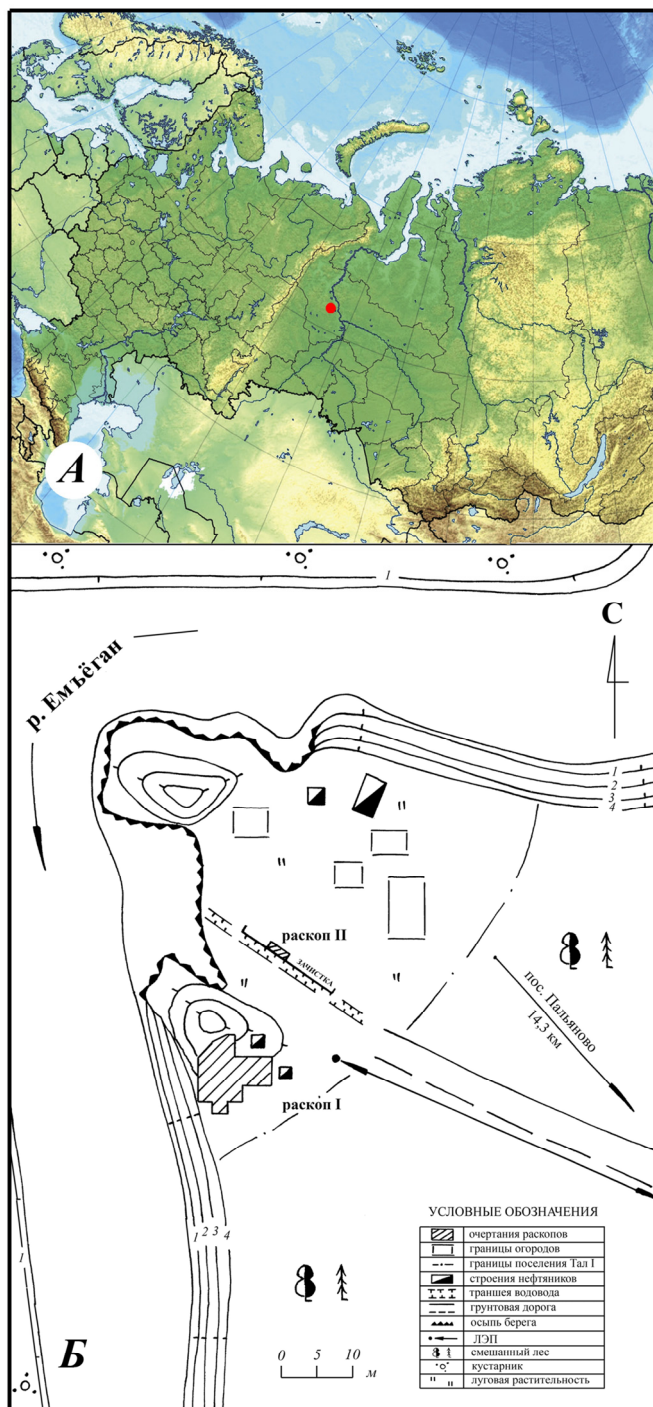 А
1
С
р. Емъёган
1
2
3
4
раскоп II
ЗАЧИСТКА
пос. Пальяново
14,3 км
раскоп I
1 2 3 4
1
УСЛОВНЫЕ ОБОЗНАЧЕНИЯ
очертания раскопов
границы огородов
границы поселения Тал I
строения нефтяников
траншея водовода
грунтовая дорога
осыпь берега
ЛЭП
смешанный лес
кустарник
луговая растительность
Б
0 5 10
м